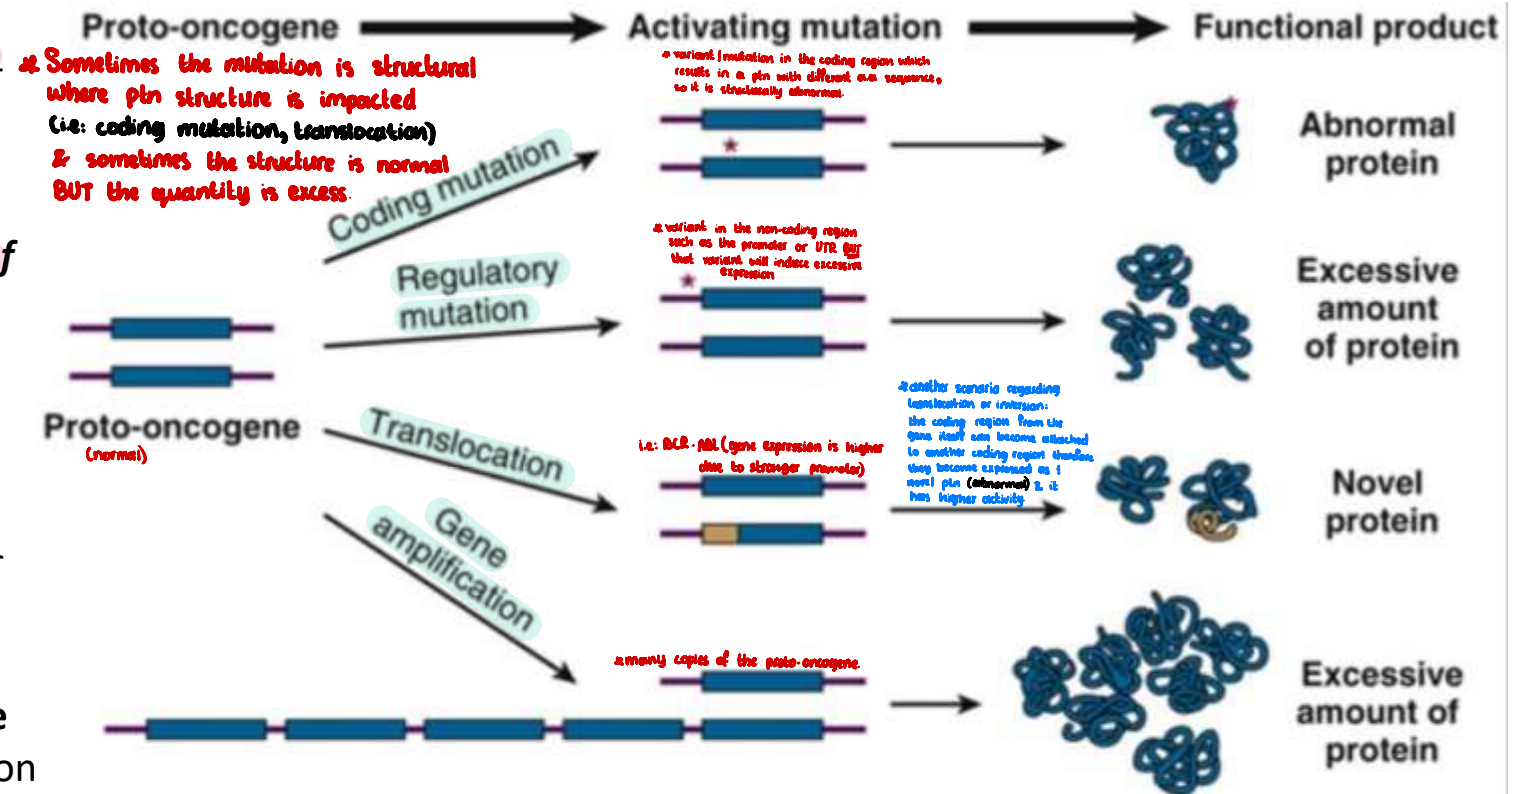 Proto-oncogene
Activating mutation
Functional product
* Sometimes the mutation is structural
where ptn structure is impacted
(i.e: coding mutation, translocation)
& sometimes the structure is normal
BUT the quantity is excess.
* variant/mutation in the coding region which
results in a ptn with different a.a sequence,
so it is structurally abnormal.
Coding mutation
Abnormal
protein
f
Regulatory
mutation
* variant in the non-coding region
such as the promoter or UTR BUT
that variant will induce excessive
expression
Excessive
amount
of protein
Proto-oncogene
(normal)
Translocation
i.e: BCR-ABL (gene expression is higher
due to stronger promoter)
* another scenario regarding
translocation or inversion:
the coding region from the
gene itself can become attached
to another coding region therefore
they become expressed as 1
novel ptn (abnormal) & it
has higher activity
Novel
protein
Gene
amplification
* many copies of the proto-oncogene.
Excessive
amount of
protein
e
on